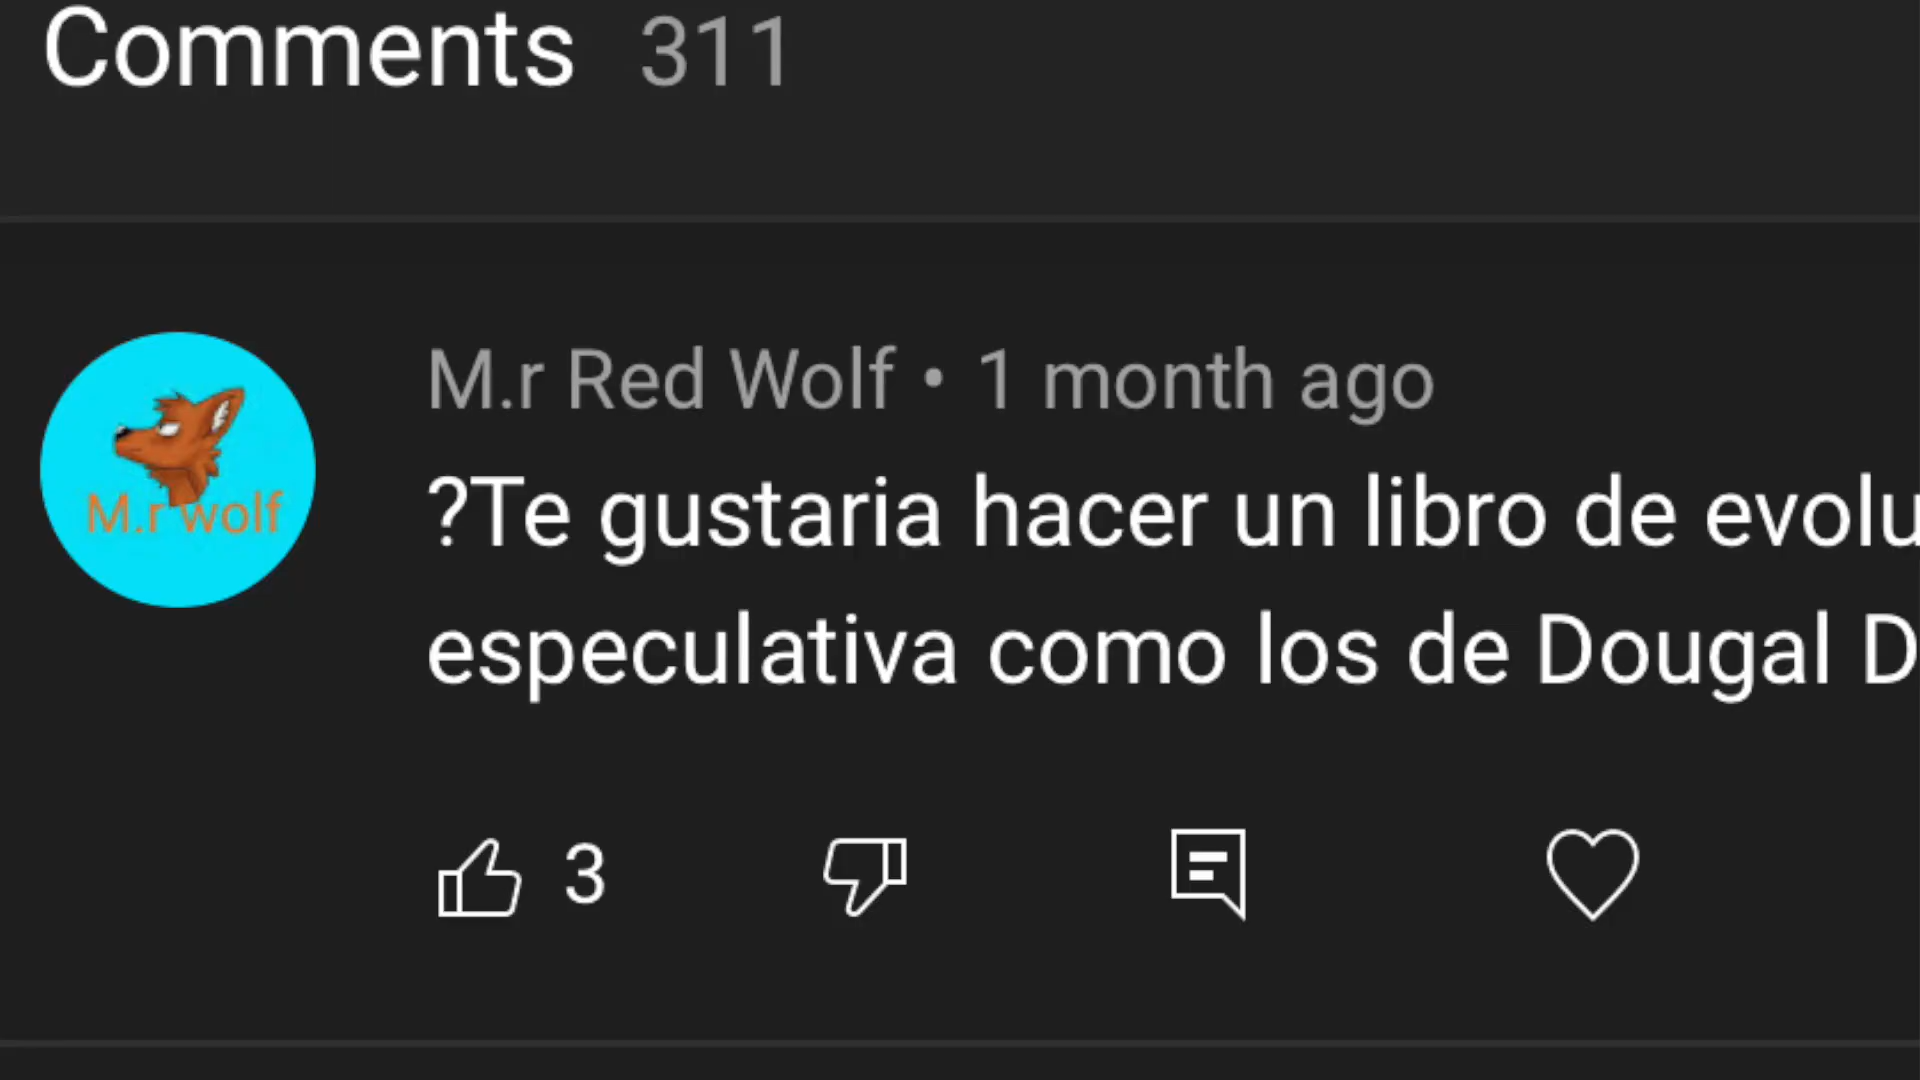 Comments 311
M.r Red Wolf • 1 month ago
M.r wolf
?Te gustaria hacer un libro de evolu
especulativa como los de Dougal D
3